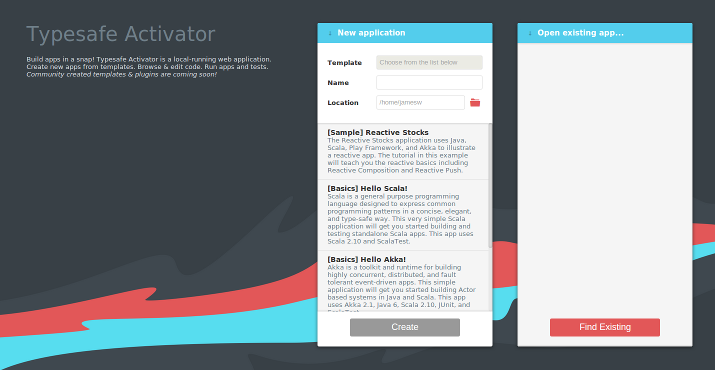 Typesafe Activator
Build apps in a snap! Typesafe Activator is a local-running web application.
Create new apps from templates. Browse & edit code. Run apps and tests.
Community created templates & plugins are coming soon!
↓ New application
Template Choose from the list below
Name
Location /home/jamesw
[Sample] Reactive Stocks
The Reactive Stocks application uses Java,
Scala, Play Framework, and Akka to illustrate
a reactive app. The tutorial in this example
will teach you the reactive basics including
Reactive Composition and Reactive Push.
[Basics] Hello Scala!
Scala is a general purpose programming
language designed to express common
programming patterns in a concise, elegant,
and type-safe way. This very simple Scala
application will get you started building and
testing standalone Scala apps. This app uses
Scala 2.10 and ScalaTest.
[Basics] Hello Akka!
Akka is a toolkit and runtime for building
highly concurrent, distributed, and fault
tolerant event-driven apps. This simple
application will get you started building Actor
based systems in Java and Scala. This app
uses Akka 2.1, Java 6, Scala 2.10, JUnit, and
ScalaTest.
Create
↓ Open existing app...
Find Existing